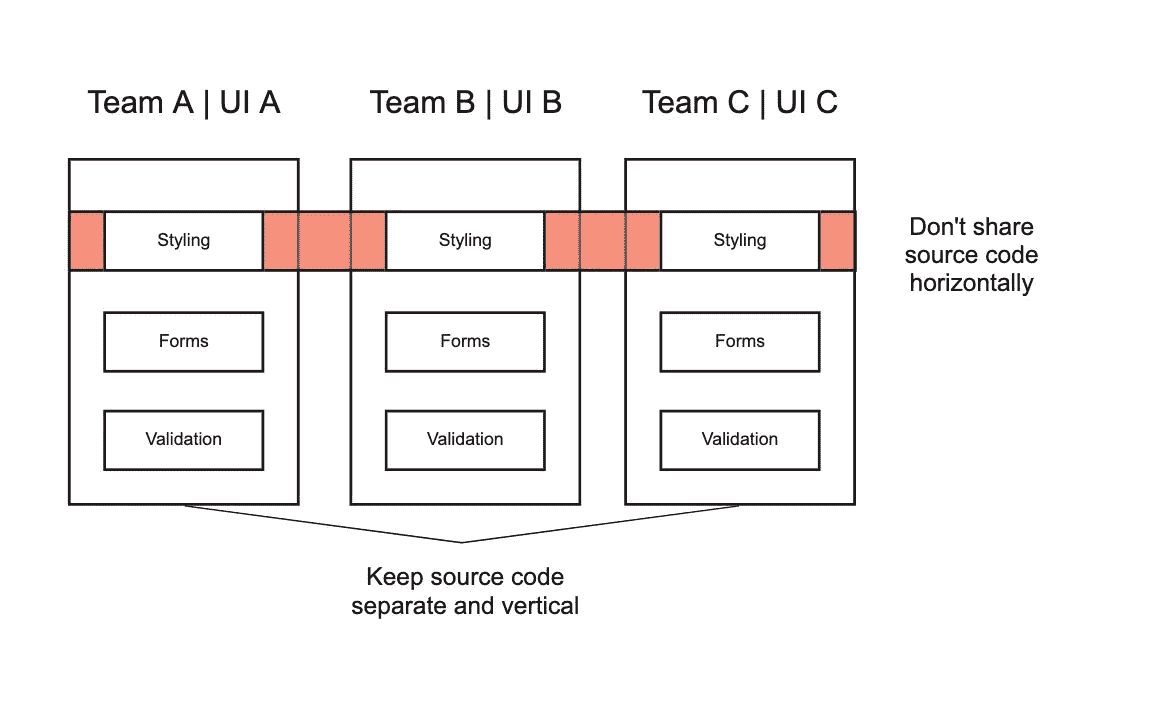 Team A | UI A
Team B | UI B
Team C | UI C
Styling
Styling
Styling
Don't share
source code
horizontally
Forms
Forms
Forms
Validation
Validation
Validation
Keep source code
separate and vertical